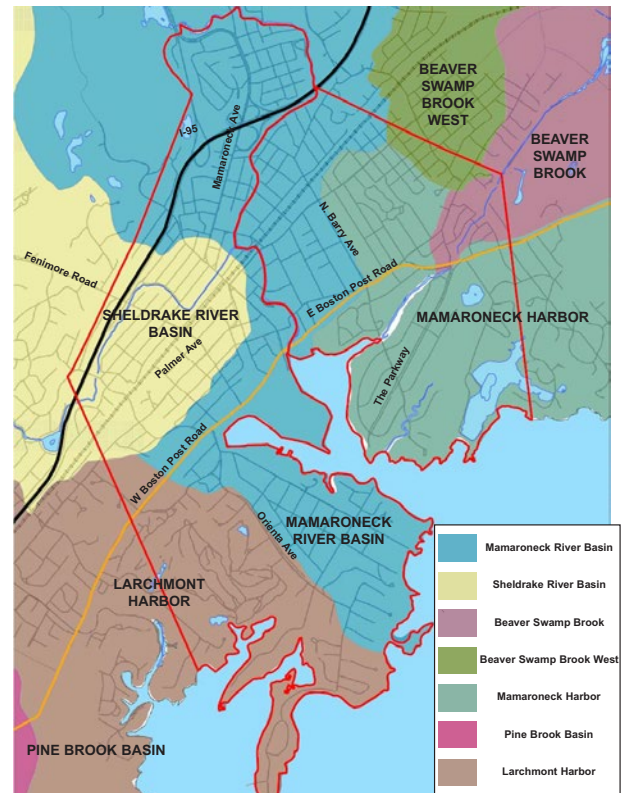 BEAVER
SWAMP
BROOK
WEST
BEAVER
SWAMP
BROOK
I-95
Mamaroneck Ave
N. Barry Ave
Fenimore Road
E Boston Post Road
SHELDRAKE RIVER
BASIN
MAMARONECK HARBOR
Palmer Ave
The Parkway
W Boston Post Road
Orienta Ave
MAMARONECK
RIVER BASIN
LARCHMONT
HARBOR
PINE BROOK BASIN
Mamaroneck River Basin
Sheldrake River Basin
Beaver Swamp Brook
Beaver Swamp Brook West
Mamaroneck Harbor
Pine Brook Basin
Larchmont Harbor